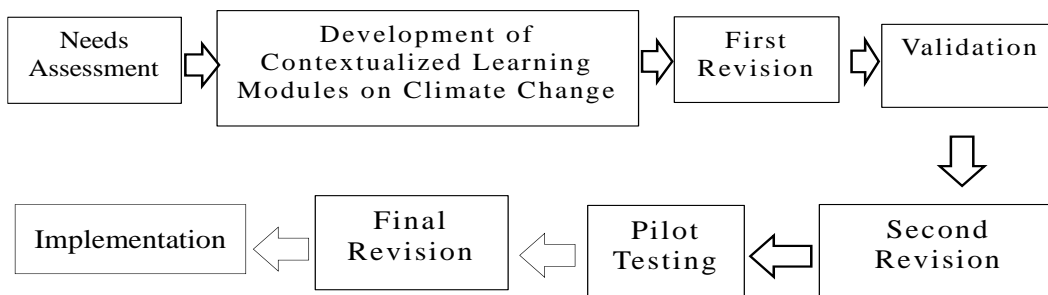 Needs
Assessment
Development of
Contextualized Learning
Modules on Climate Change
First
Revision
Validation
Second
Revision
Pilot
Testing
Final
Revision
Implementation